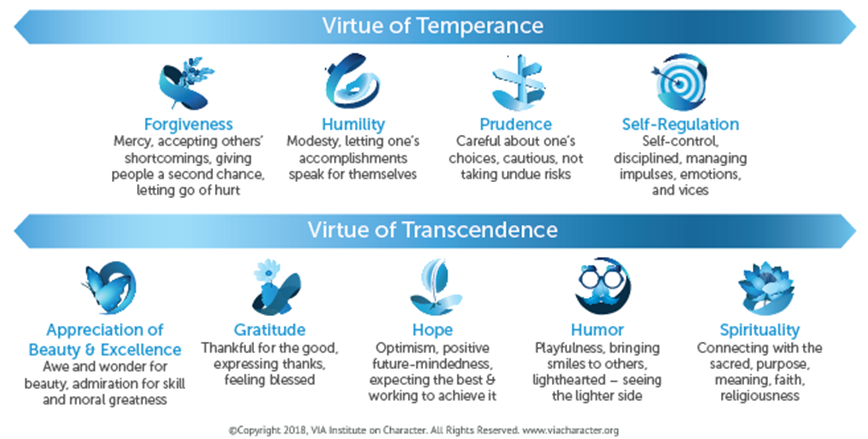 Virtue of Temperance
Forgiveness
Mercy, accepting others’
shortcomings, giving
people a second chance,
letting go of hurt
Humility
Modesty, letting one’s
accomplishments
speak for themselves
Prudence
Careful about one’s
choices, cautious, not
taking undue risks
Self-Regulation
Self-control,
disciplined, managing
impulses, emotions,
and vices
Virtue of Transcendence
Appreciation of
Beauty & Excellence
Awe and wonder for
beauty, admiration for skill
and moral greatness
Gratitude
Thankful for the good,
expressing thanks,
feeling blessed
Hope
Optimism, positive
future-mindedness,
expecting the best &
working to achieve it
Humor
Playfulness, bringing
smiles to others,
lighthearted – seeing
the lighter side
Spirituality
Connecting with the
sacred, purpose,
meaning, faith,
religiousness
©Copyright 2018, VIA Institute on Character. All Rights Reserved. www.viacharacter.org